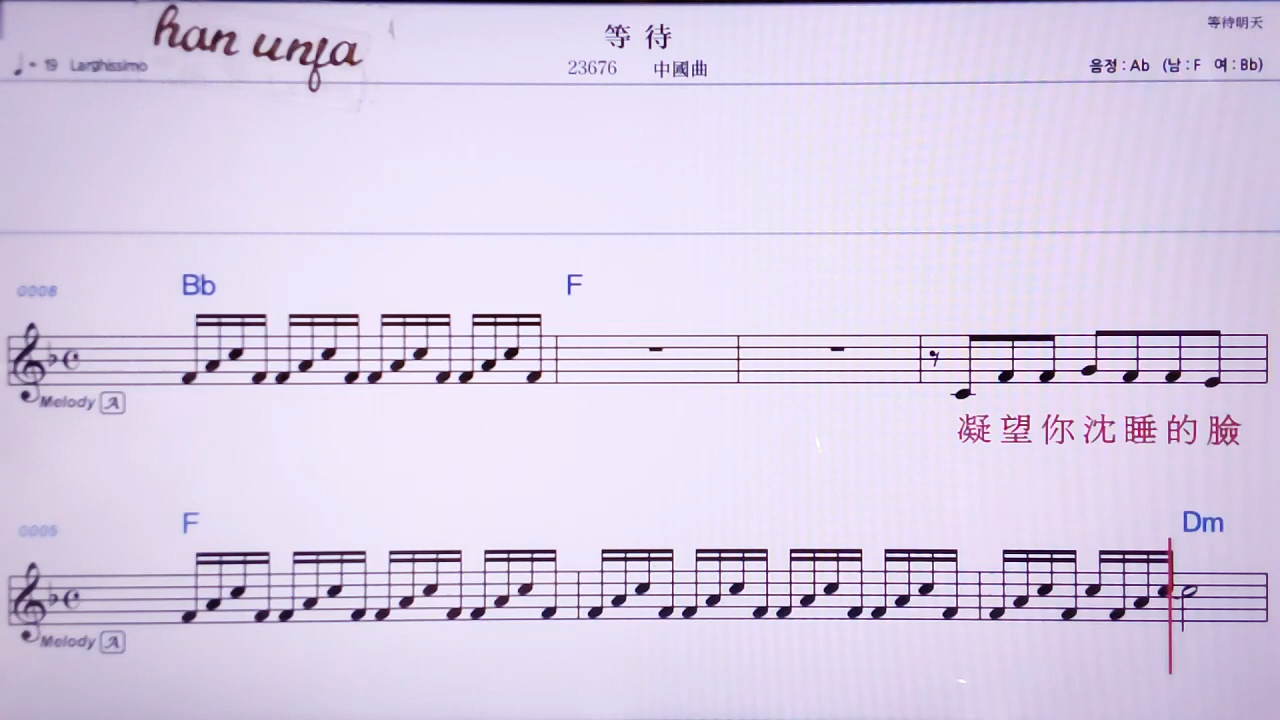 han unfa
等待
等待明天
♩= 19 Larghissimo
23676 中國曲
음정 : Ab (남 : F 여 : Bb)
0008
Bb F
Melody A
凝望你沈睡的臉
0005
F Dm
Melody A